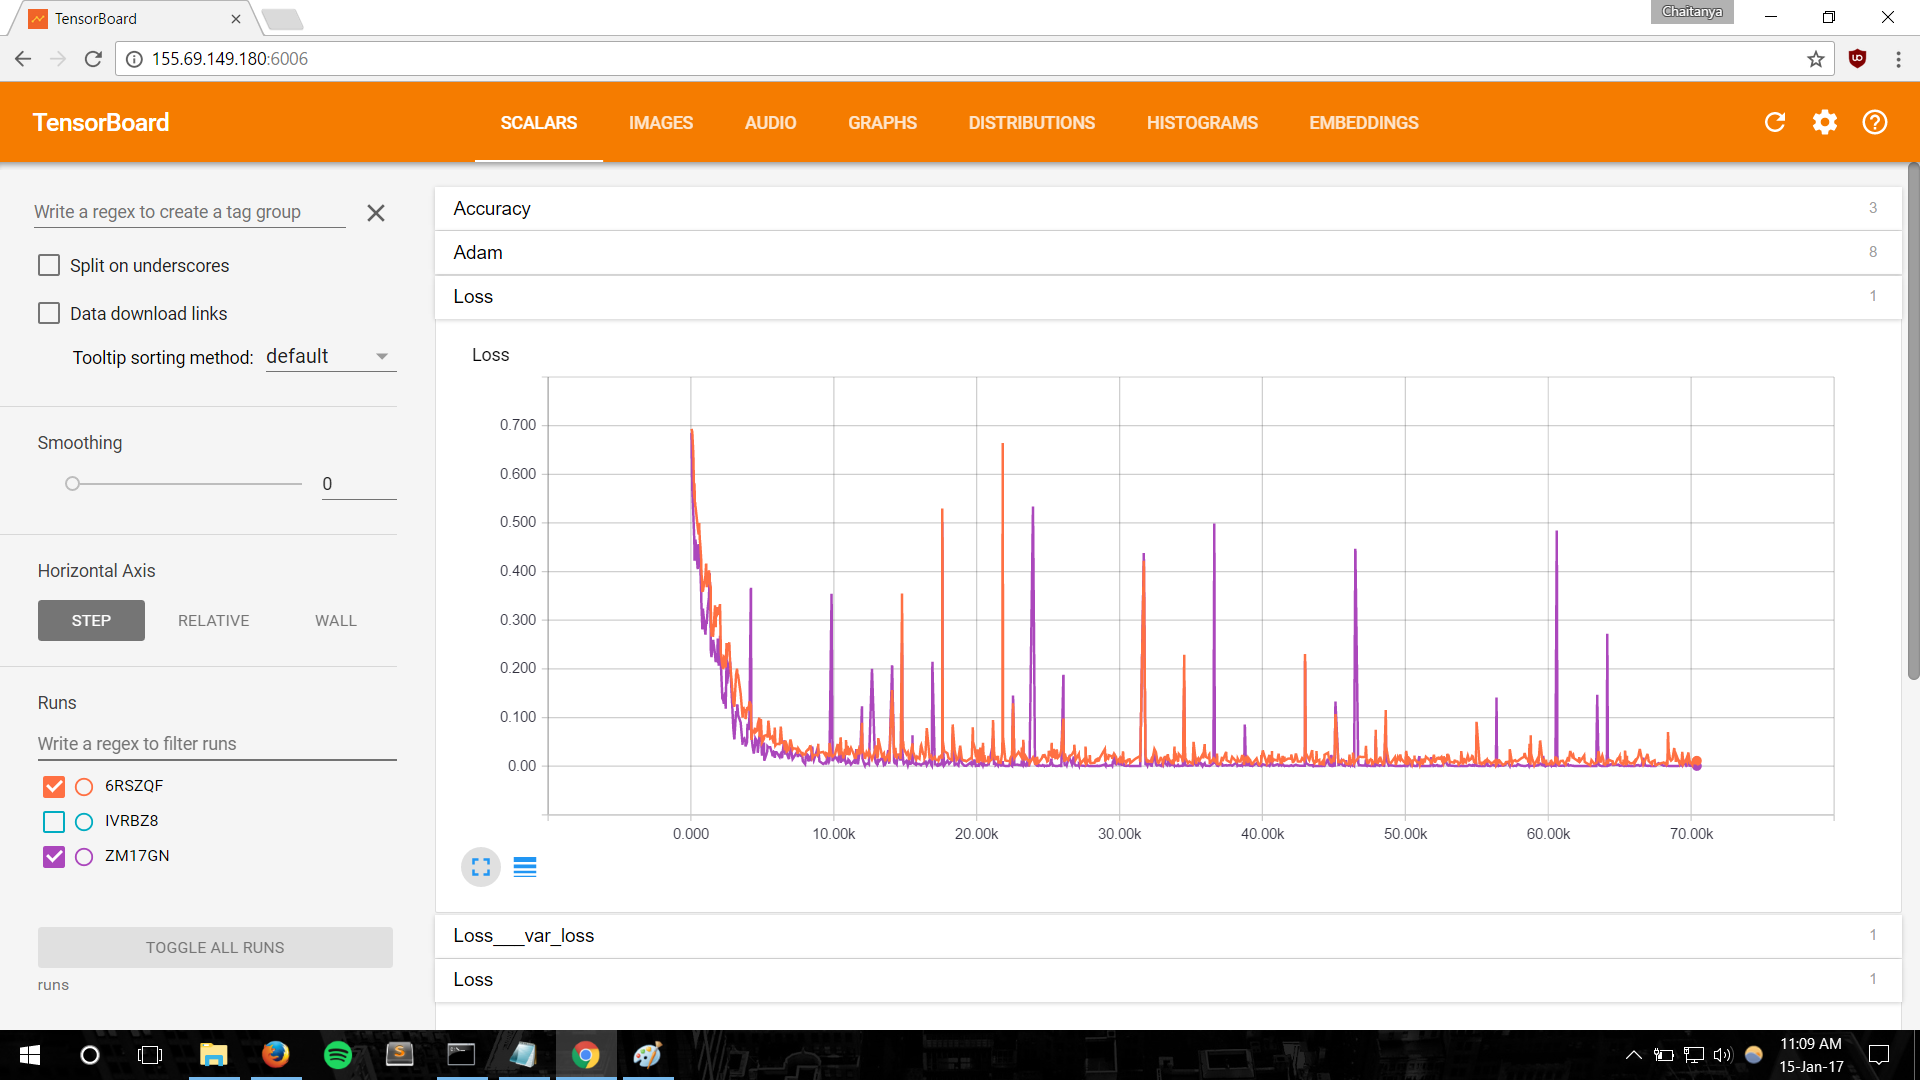 TensorBoard
Chaitanya
155.69.149.180:6006
TensorBoard
SCALARS IMAGES AUDIO GRAPHS DISTRIBUTIONS HISTOGRAMS EMBEDDINGS
Write a regex to create a tag group
Split on underscores
Data download links
Tooltip sorting method: default
Smoothing
0
Horizontal Axis
STEP RELATIVE WALL
Runs
Write a regex to filter runs
6RSZQF
IVRBZ8
ZM17GN
TOGGLE ALL RUNS
runs
Accuracy 3
Adam 8
Loss 1
Loss
0.700
0.600
0.500
0.400
0.300
0.200
0.100
0.00
0.000 10.00k 20.00k 30.00k 40.00k 50.00k 60.00k 70.00k
Loss___var_loss 1
Loss 1
11:09 AM
15-Jan-17